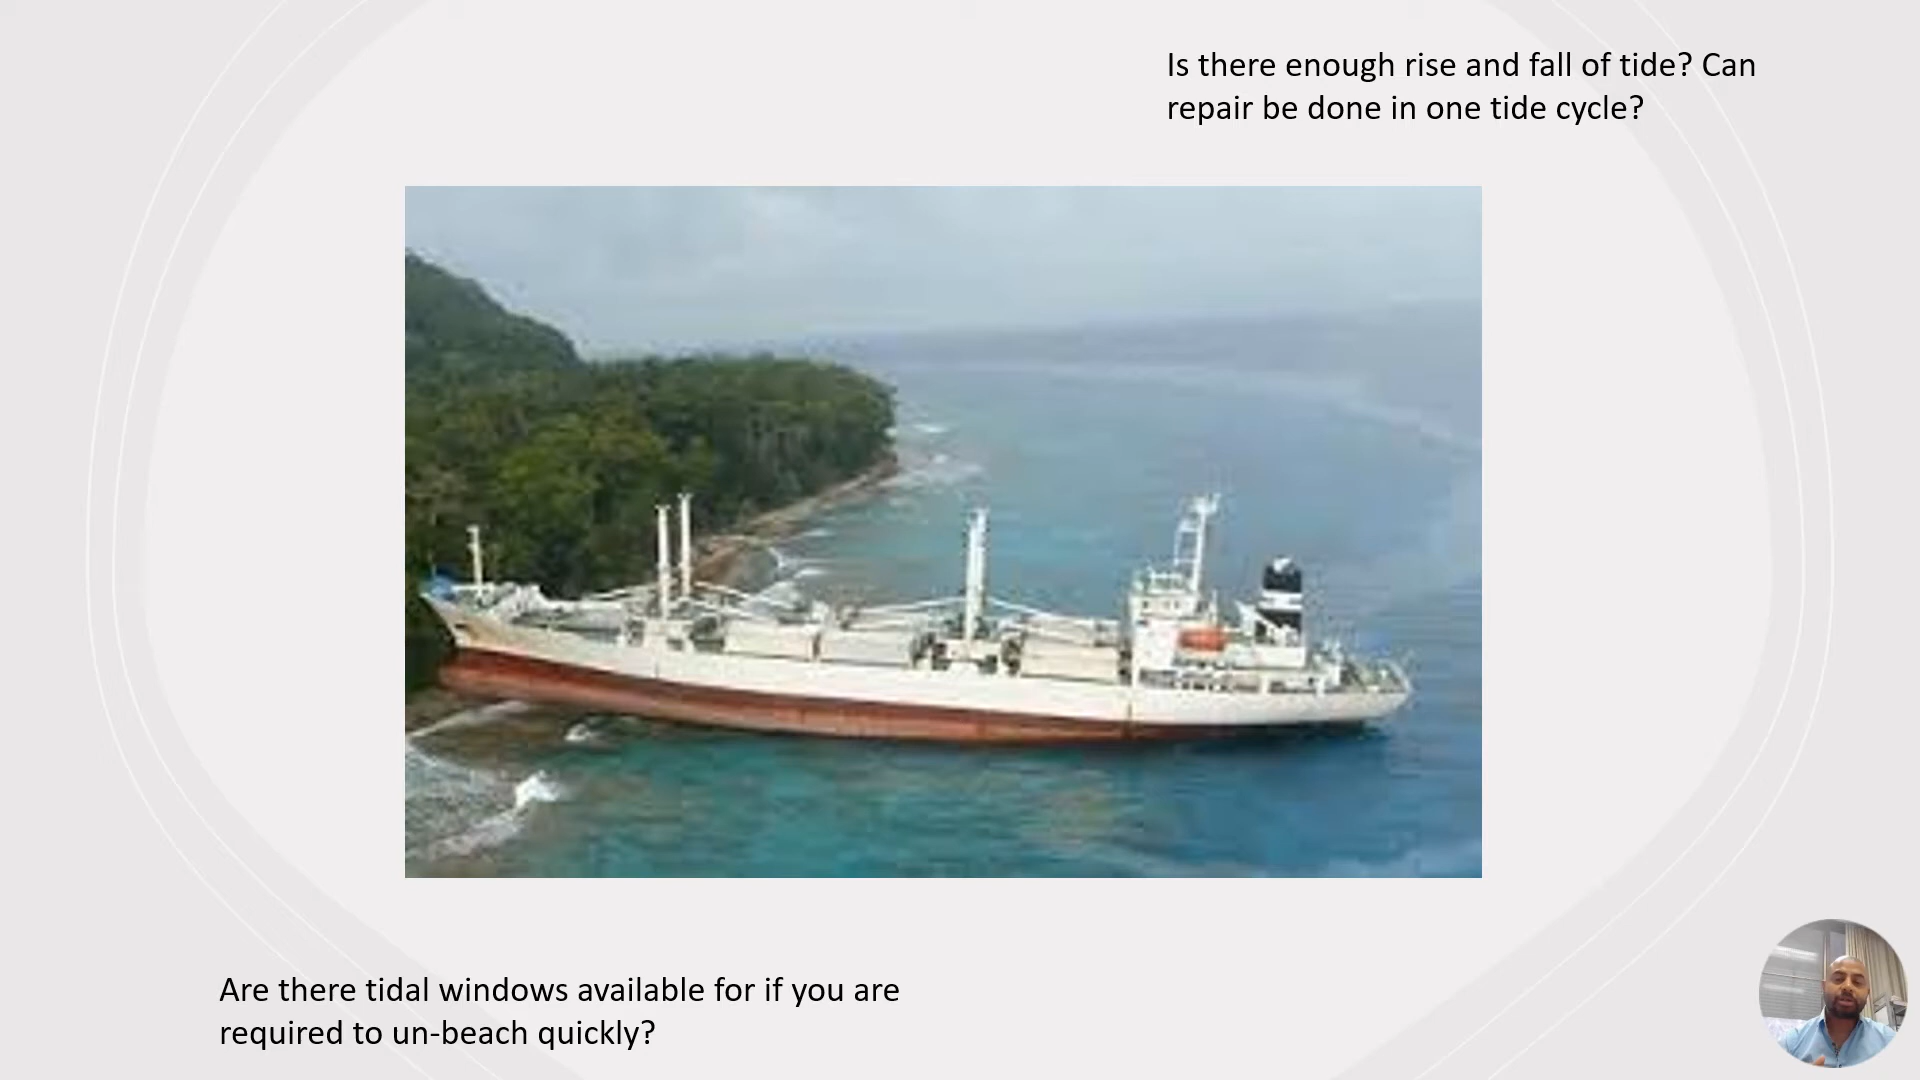 Is there enough rise and fall of tide? Can
repair be done in one tide cycle?
Are there tidal windows available for if you are
required to un-beach quickly?